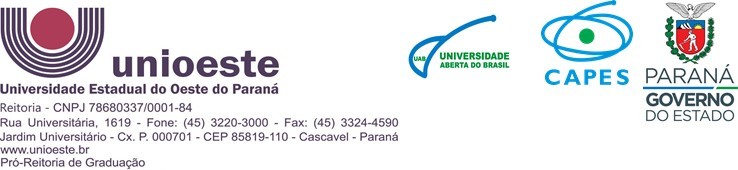 unioeste
Universidade Estadual do Oeste do Paraná
Reitoria - CNPJ 78680337/0001-84
Rua Universitária, 1619 - Fone: (45) 3220-3000 - Fax: (45) 3324-4590
Jardim Universitário - Cx. P. 000701 - CEP 85819-110 - Cascavel - Paraná
www.unioeste.br
Pró-Reitoria de Graduação
UAB
UNIVERSIDADE
ABERTA DO BRASIL
CAPES
PARANÁ
GOVERNO
DO ESTADO